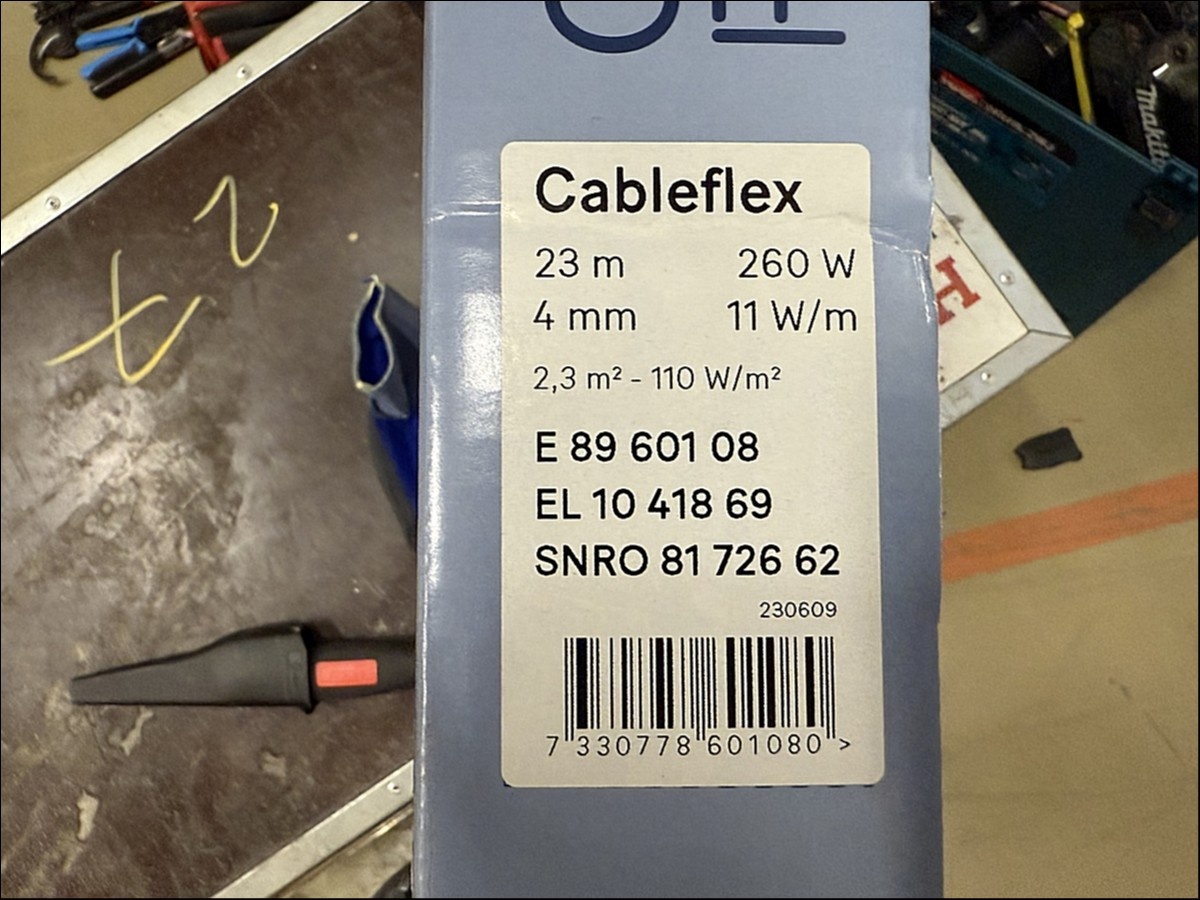 Cableflex
23 m 260 W
4 mm 11 W/m
2,3 m² - 110 W/m²
E 89 601 08
EL 10 418 69
SNRO 81 726 62
230609
7 330778 601080 >
Makita